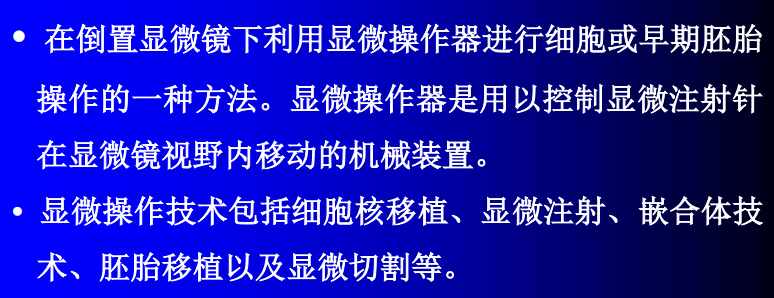 • 在倒置显微镜下利用显微操作器进行细胞或早期胚胎
操作的一种方法。显微操作器是用以控制显微注射针
在显微镜视野内移动的机械装置。
• 显微操作技术包括细胞核移植、显微注射、嵌合体技
术、胚胎移植以及显微切割等。